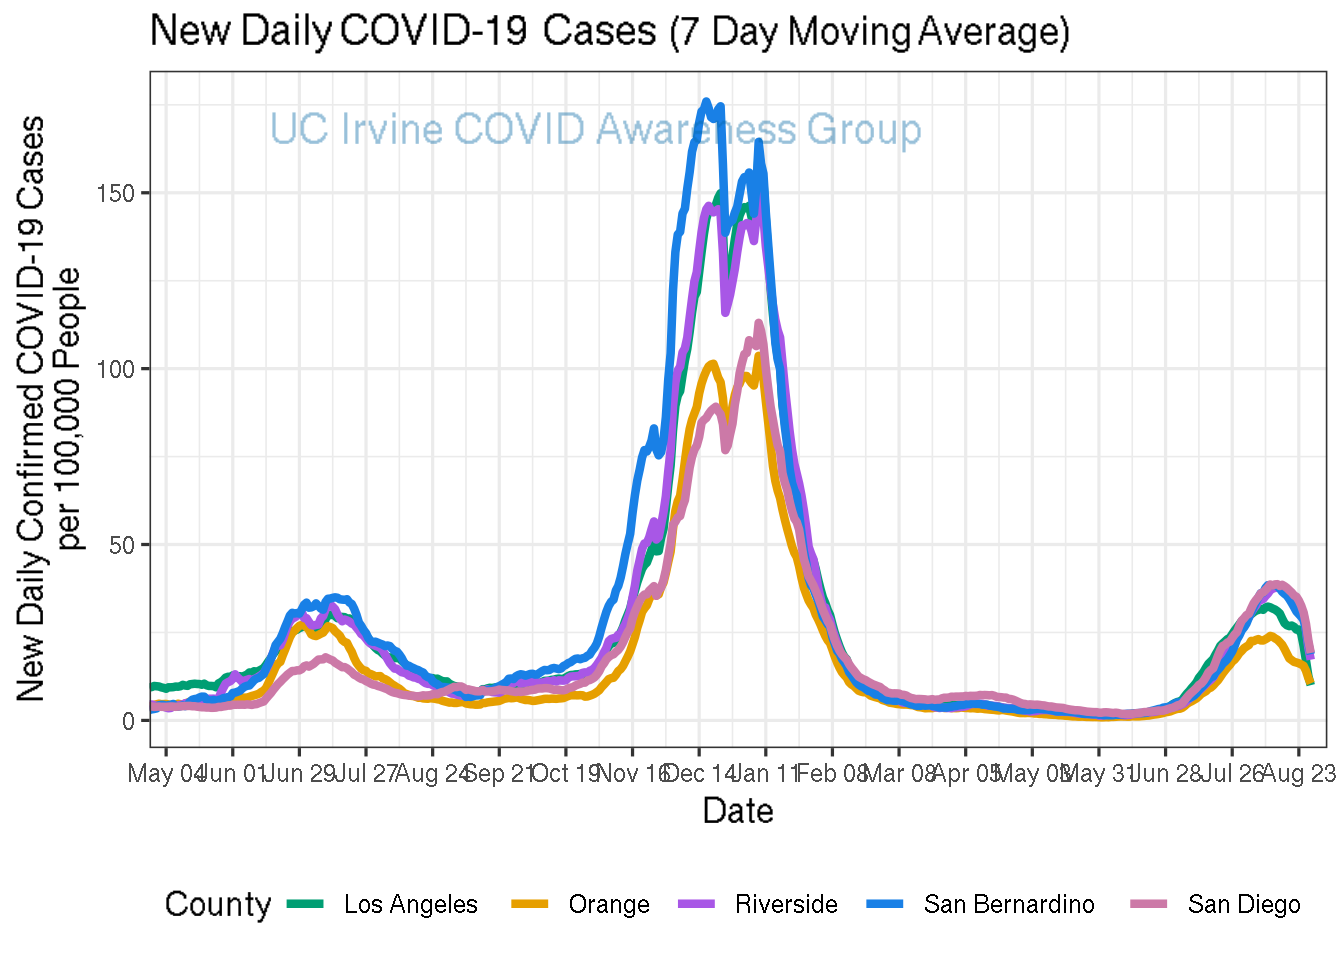 New Daily COVID-19 Cases (7 Day Moving Average)
UC Irvine COVID Awareness Group
New Daily Confirmed COVID-19 Cases
per 100,000 People
150
100
50
0
May 04 Jun 01 Jun 29 Jul 27 Aug 24 Sep 21 Oct 19 Nov 16 Dec 14 Jan 11 Feb 08 Mar 08 Apr 05 May 03 May 31 Jun 28 Jul 26 Aug 23
Date
County Los Angeles Orange Riverside San Bernardino San Diego